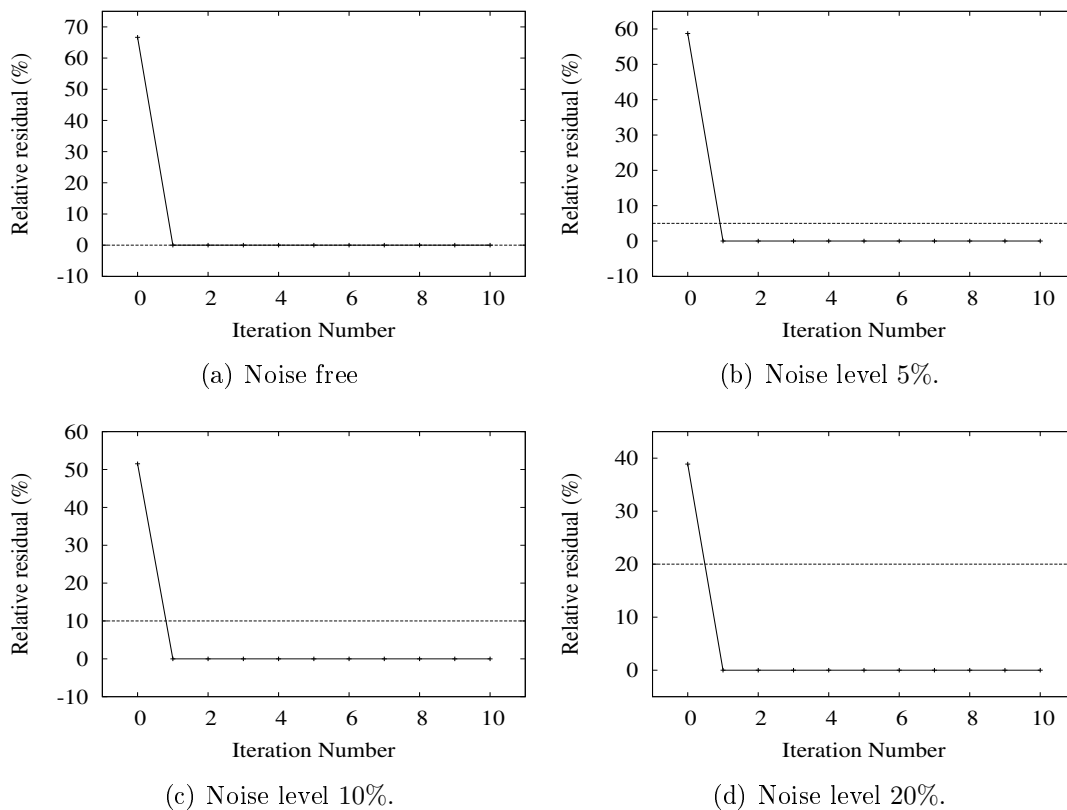 70
60
50
40
30
20
10
0
-10
Relative residual (%)
0 2 4 6 8 10
Iteration Number
(a) Noise free
60
50
40
30
20
10
0
-10
Relative residual (%)
0 2 4 6 8 10
Iteration Number
(b) Noise level 5%.
60
50
40
30
20
10
0
-10
Relative residual (%)
0 2 4 6 8 10
Iteration Number
(c) Noise level 10%.
40
30
20
10
0
Relative residual (%)
0 2 4 6 8 10
Iteration Number
(d) Noise level 20%.